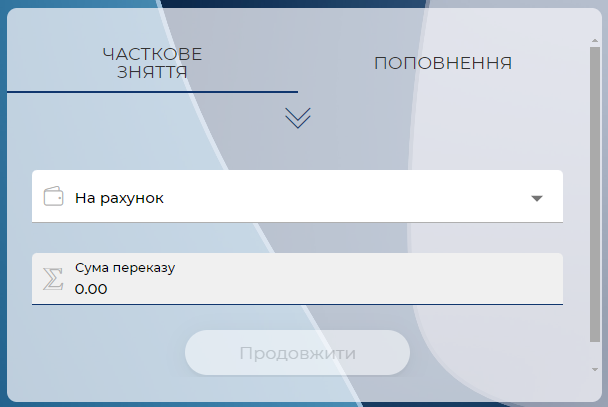 ЧАСТКОВЕ
ЗНЯТТЯ
ПОПОВНЕННЯ
На рахунок
Сума переказу
0.00
Продовжити